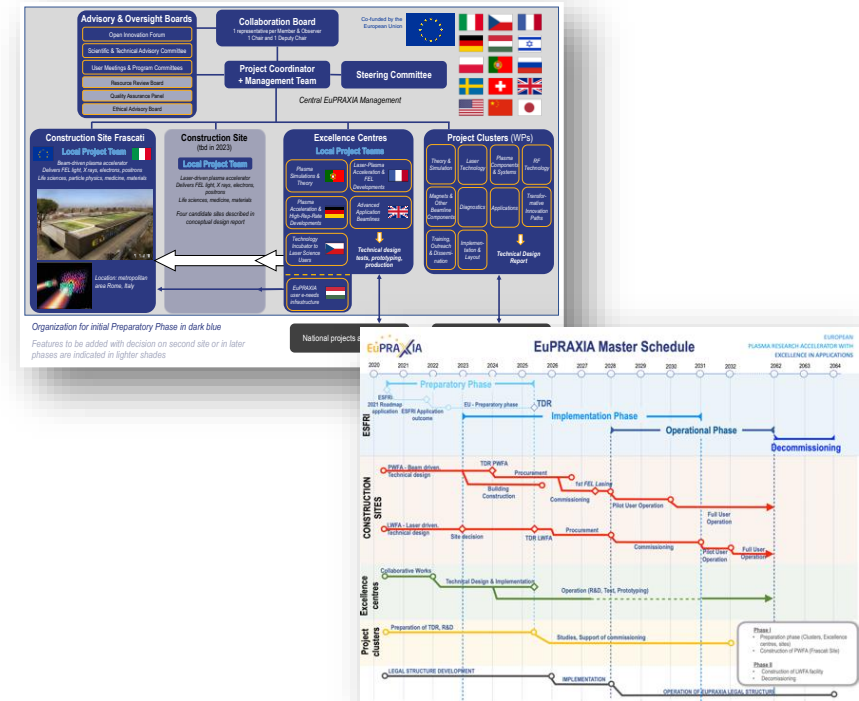 Advisory & Oversight Boards
Open Innovation Forum
Scientific & Technical Advisory Committee
User Meetings & Program Committees
Resource Review Board
Quality Assurance Panel
Ethical Advisory Board
Collaboration Board
1 representative per Member & Observer
1 Chair and 1 Deputy Chair
Co-funded by the
European Union
Project Coordinator
+ Management Team
Steering Committee
Central EuPRAXIA Management
Construction Site Frascati
Local Project Team
Beam-driven plasma accelerator
Delivers FEL light, X rays, electrons, positrons
Life sciences, particle physics, medicine, materials
Location: metropolitan
area Rome, Italy
Construction Site
(tbd in 2023)
Local Project Team
Laser-driven plasma accelerator
Delivers FEL light, X rays, electrons,
positrons
Life sciences, medicine, materials
Four candidate sites described in
conceptual design report
Excellence Centres
Local Project Teams
Plasma
Simulations &
Theory
Laser-Plasma
Acceleration &
FEL
Developments
Plasma
Acceleration &
High-Rep-Rate
Developments
Advanced
Application
Beamlines
Technology
Incubator to
Laser Science
Users
Technical design
tests, prototyping,
production
EuPRAXIA
user e-needs
infrastructure
Project Clusters (WPs)
Theory &
Simulation
Laser
Technology
Plasma
Components
& Systems
RF
Technology
Magnets &
Other
Beamline
Components
Diagnostics
Applications
Transfor-
mative
Innovation
Paths
Training,
Outreach
& Dissemi-
nation
Implemen-
tation &
Layout
Technical Design
Report
Organization for initial Preparatory Phase in dark blue
Features to be added with decision on second site or in later
phases are indicated in lighter shades
National projects a
EuPRAXIA
EuPRAXIA Master Schedule
EUROPEAN
PLASMA RESEARCH ACCELERATOR WITH
EXCELLENCE IN APPLICATIONS
2020 2021 2022 2023 2024 2025 2026 2028 2030 2031 2032 2062 2064
ESFRI
Preparatory Phase
ESFRI
2021 Roadmap
application
ESFRI Application
outcome
EU - Preparatory phase
TDR
Implementation Phase
Operational Phase
Decommissioning
CONSTRUCTION
SITES
PWFA - Beam driven,
Technical design
TDR PWFA
Procurement
Building
Construction
1st FEL Lasing
Commissioning
Pilot User Operation
Full User
Operation
LWFA - Laser driven,
technical design
Site decision
TDR LWFA
Procurement
Commissioning
Pilot User
Operation
Full User
Operation
Excellence
centres
Collaborative Works
Technical Design & Implementation
Operation (R&D, Test, Prototyping)
Project
clusters
Preparation of TDR, R&D
Studies, Support of commissioning
Phase I
• Preparation phase (Clusters, Excellence
centre, sites)
• Construction of PWFA (Frascati Site)
Phase II
• Construction of LWFA facility
• Decomissioning
LEGAL STRUCTURE DEVELOPMENT
IMPLEMENTATION
OPERATION OF EUPRAXIA LEGAL STRUCTURE